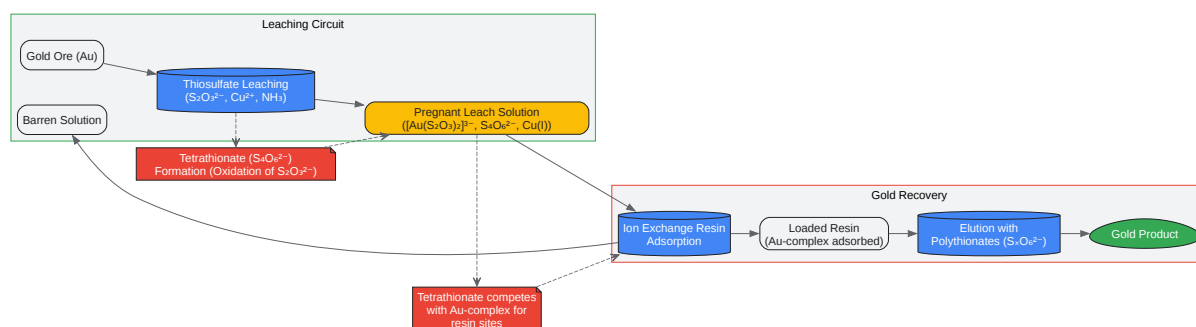 Leaching Circuit
Gold Ore (Au)
Thiosulfate Leaching
(S₂O₃²⁻, Cu²⁺, NH₃)
Barren Solution
Pregnant Leach Solution
([Au(S₂O₃)₂]³⁻, S₄O₆²⁻, Cu(I))
Tetrathionate (S₄O₆²⁻)
Formation (Oxidation of S₂O₃²⁻)
Gold Recovery
Ion Exchange Resin
Adsorption
Loaded Resin
(Au-complex adsorbed)
Elution with
Polythionates (SₓO₆²⁻)
Gold Product
Tetrathionate competes
with Au-complex for
resin sites